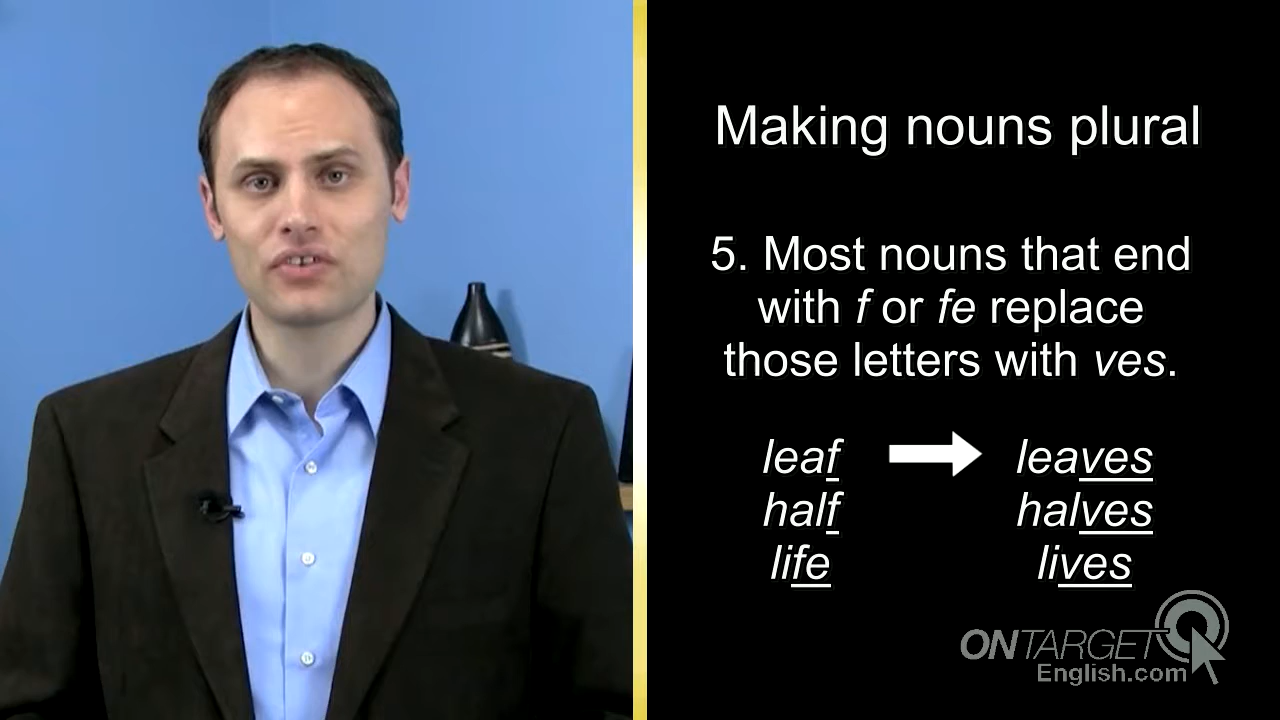 Making nouns plural
5. Most nouns that end
with f or fe replace
those letters with ves.
leaf leaves
half halves
life lives
ONTARGET
English.com